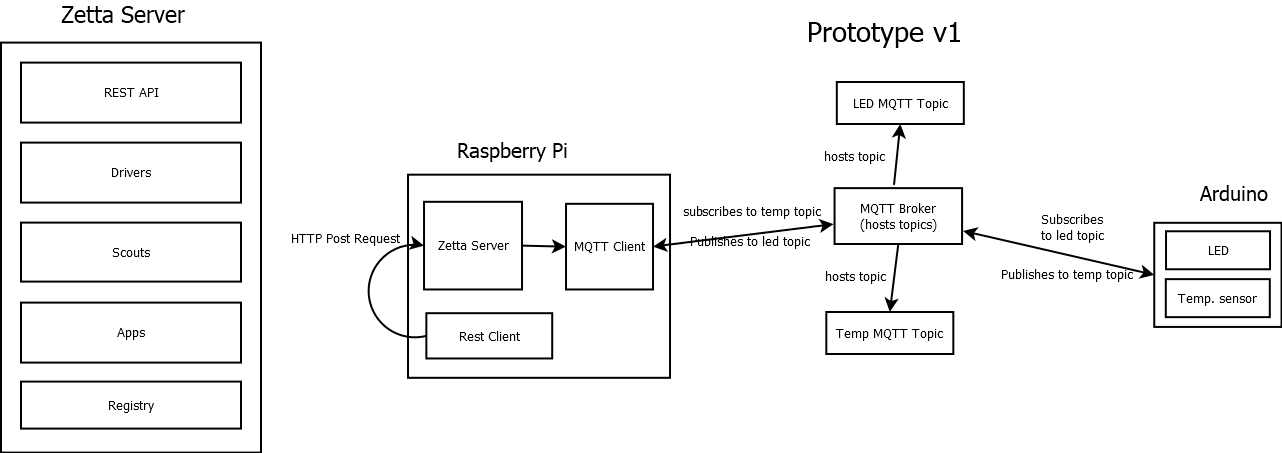 Zetta Server
REST API
Drivers
Scouts
Apps
Registry
Prototype v1
Raspberry Pi
HTTP Post Request
Zetta Server
MQTT Client
Rest Client
subscribes to temp topic
Publishes to led topic
LED MQTT Topic
hosts topic
MQTT Broker
(hosts topics)
hosts topic
Temp MQTT Topic
Subscribes
to led topic
Publishes to temp topic
Arduino
LED
Temp. sensor